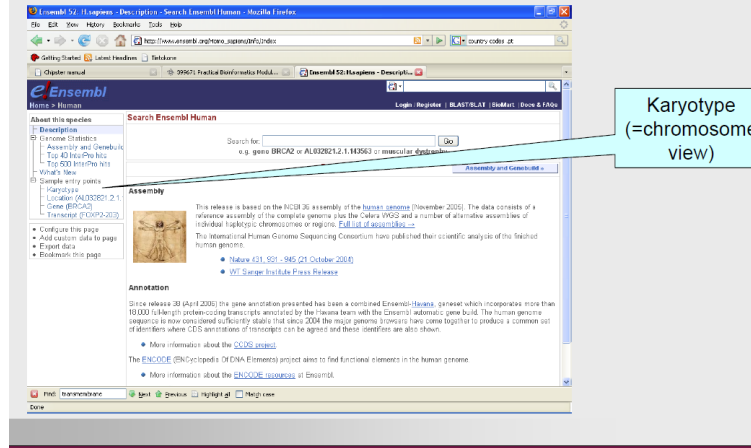 Ensembl 52: H.sapiens - Description - Search Ensembl Human - Mozilla Firefox
File Edit View History Bookmarks Tools Help
http://www.ensembl.org/Homo_sapiens/Info/Index
country codes .pt
Getting Started Latest Headlines Tietokone
Chipster manual
399671 Practical Bioinformatics Modul...
Ensembl 52: H.sapiens - Descripti...
e!Ensembl
Home > Human
Login / Register | BLAST/BLAT | BioMart | Docs & FAQs
About this species
Description
Genome Statistics
Assembly and Genebuild
Top 40 InterPro hits
Top 500 InterPro hits
What's New
Sample entry points
Karyotype
Location (AL032821.2.1.
Gene (BRCA2)
Transcript (FOXP2-203)
Configure this page
Add custom data to page
Export data
Bookmark this page
Search Ensembl Human
Search for: Go
e.g. gene BRCA2 or AL032821.2.1.143563 or muscular dystrophy
Assembly and Genebuild »
Assembly
This release is based on the NCBI 36 assembly of the human genome (November 2005). The data consists of a
reference assembly of the complete genome plus the Celera WGS and a number of alternative assemblies of
individual haplotypic chromosomes or regions. Full list of assemblies →
The International Human Genome Sequencing Consortium have published their scientific analysis of the finished
human genome.
Nature 431, 931 - 945 (21 October 2004)
WT Sanger Institute Press Release
Annotation
Since release 38 (April 2006) the gene annotation presented has been a combined Ensembl-Havana, geneset which incorporates more than
18,000 full-length protein-coding transcripts annotated by the Havana team with the Ensembl automatic gene build. The human genome
sequence is now considered sufficiently stable that since 2004 the major genome browsers have come together to produce a common set
of identifiers where CDS annotations of transcripts can be agreed and these identifiers are also shown.
More information about the CCDS project.
The ENCODE (ENCyclopedia Of DNA Elements) project aims to find functional elements in the human genome.
More information about the ENCODE resources at Ensembl.
Find: transmembrane Next Previous Highlight all Match case
Done
Karyotype
(=chromosome
view)